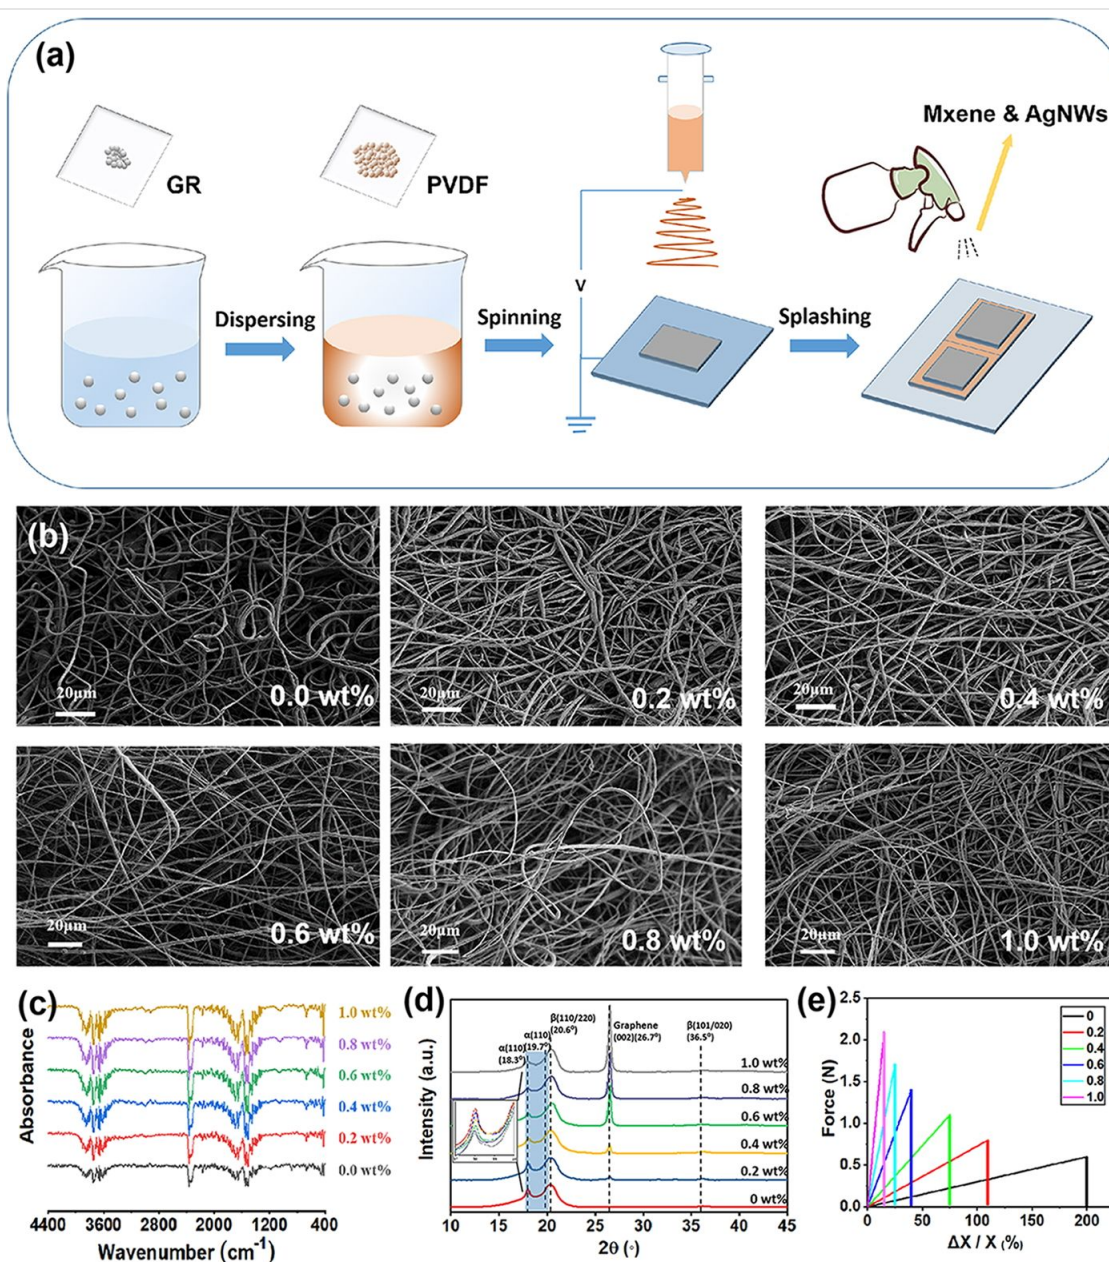 (a)
GR
PVDF
Mxene & AgNWs
V
Dispersing
Spinning
Splashing
(b)
20μm
0.0 wt%
20μm
0.2 wt%
20μm
0.4 wt%
20μm
0.6 wt%
20μm
0.8 wt%
20μm
1.0 wt%
(c)
Absorbance
1.0 wt%
0.8 wt%
0.6 wt%
0.4 wt%
0.2 wt%
0.0 wt%
4400 3600 2800 2000 1200 400
Wavenumber (cm⁻¹)
(d)
Intensity (a.u.)
α(110)
(18.3°)
α(110)
(19.7°)
β(110/220)
(20.6°)
Graphene
(002)(26.7°)
β(101/020)
(36.5°)
1.0 wt%
0.8 wt%
0.6 wt%
0.4 wt%
0.2 wt%
0 wt%
10 15 20 25 30 35 40 45
2θ (°)
(e)
Force (N)
2.5
2.0
1.5
1.0
0.5
0.0
0
0.2
0.4
0.6
0.8
1.0
0 50 100 150 200
ΔX / X (%)